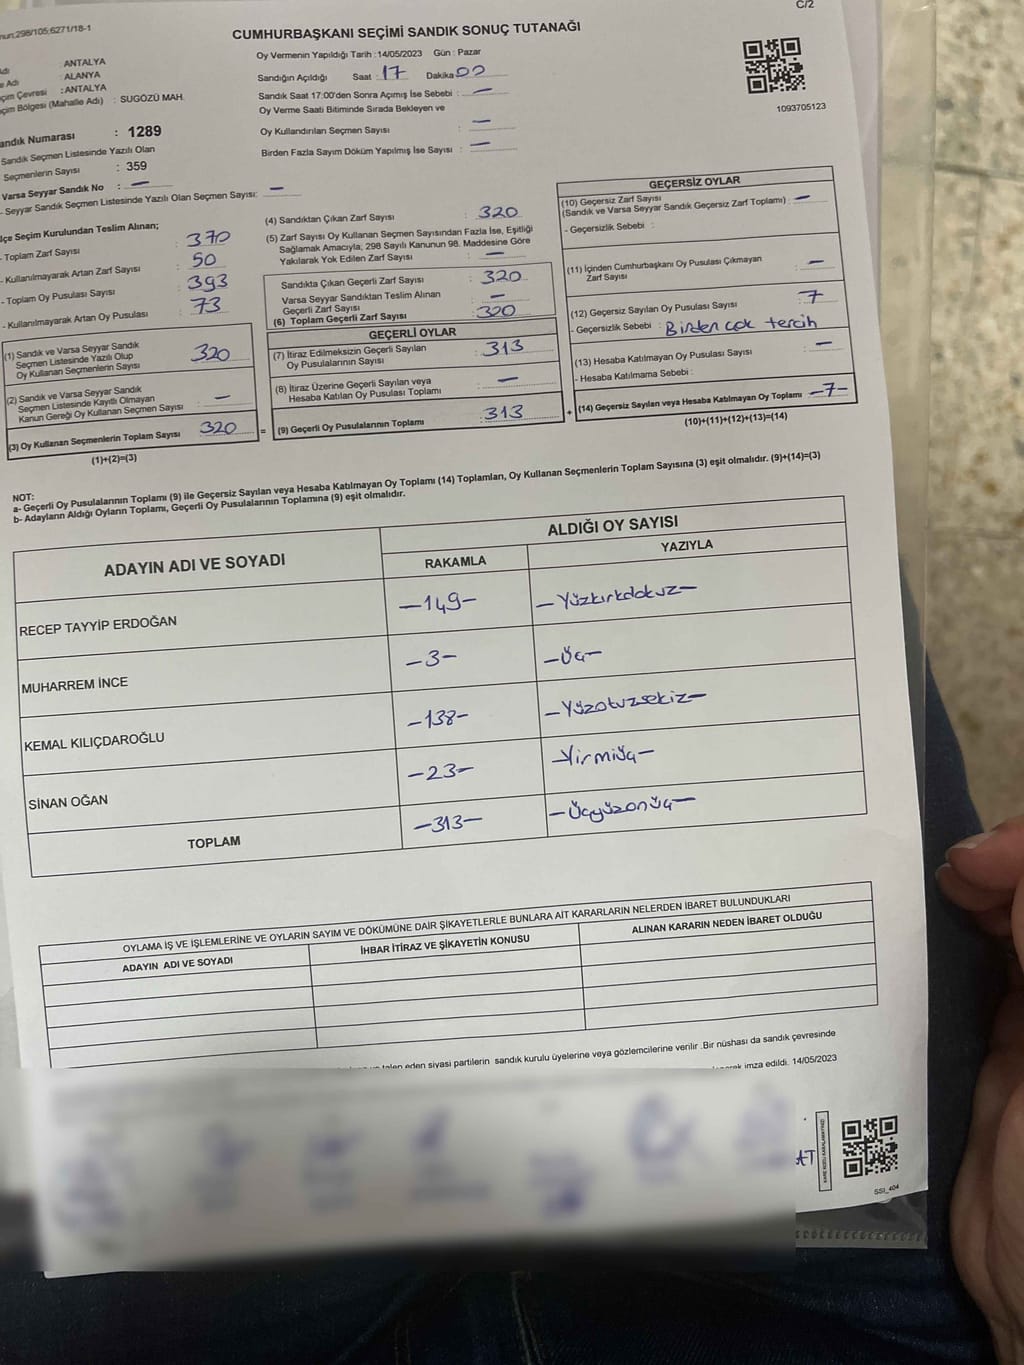 298/105;6271/18-1
C/2
CUMHURBAŞKANI SEÇİMİ SANDIK SONUÇ TUTANAĞI
Oy Vermenin Yapıldığı Tarih : 14/05/2023 Gün : Pazar
: ANTALYA
: ALANYA
Seçim Çevresi : ANTALYA
Seçim Bölgesi (Mahalle Adı) : SUGÖZÜ MAH.
Sandık Numarası : 1289
Sandık Seçmen Listesinde Yazılı Olan
Seçmenlerin Sayısı : 359
Varsa Seyyar Sandık No : —
- Seyyar Sandık Seçmen Listesinde Yazılı Olan Seçmen Sayısı: —
Sandığın Açıldığı Saat : 17 Dakika 00
Sandık Saat 17:00'den Sonra Açımış İse Sebebi : —
Oy Verme Saati Bitiminde Sırada Bekleyen ve
Oy Kullandırılan Seçmen Sayısı : —
Birden Fazla Sayım Döküm Yapılmış İse Sayısı : —
1093705123
İlçe Seçim Kurulundan Teslim Alınan;
- Toplam Zarf Sayısı : 370
- Kullanılmayarak Artan Zarf Sayısı : 50
- Toplam Oy Pusulası Sayısı : 393
- Kullanılmayarak Artan Oy Pusulası : 73
(1) Sandık ve Varsa Seyyar Sandık
Seçmen Listesinde Yazılı Olup
Oy Kullanan Seçmenlerin Sayısı : 320
(2) Sandık ve Varsa Seyyar Sandık
Seçmen Listesinde Kayıtlı Olmayan
Kanun Gereği Oy Kullanan Seçmen Sayısı : —
(3) Oy Kullanan Seçmenlerin Toplam Sayısı 320
(1)+(2)=(3)
(4) Sandıktan Çıkan Zarf Sayısı : 320
(5) Zarf Sayısı Oy Kullanan Seçmen Sayısından Fazla İse, Eşitliği
Sağlamak Amacıyla; 298 Sayılı Kanunun 98. Maddesine Göre
Yakılarak Yok Edilen Zarf Sayısı : —
Sandıkta Çıkan Geçerli Zarf Sayısı : 320
Varsa Seyyar Sandıktan Teslim Alınan
Geçerli Zarf Sayısı : —
(6) Toplam Geçerli Zarf Sayısı : 320
GEÇERLİ OYLAR
(7) İtiraz Edilmeksizin Geçerli Sayılan
Oy Pusulalarının Sayısı : 313
(8) İtiraz Üzerine Geçerli Sayılan veya
Hesaba Katılan Oy Pusulası Toplamı : —
= (9) Geçerli Oy Pusulalarının Toplamı : 313
GEÇERSİZ OYLAR
(10) Geçersiz Zarf Sayısı
(Sandık ve Varsa Seyyar Sandık Geçersiz Zarf Toplamı) : —
- Geçersizlik Sebebi :
(11) İçinden Cumhurbaşkanı Oy Pusulası Çıkmayan
Zarf Sayısı : —
(12) Geçersiz Sayılan Oy Pusulası Sayısı : 7
- Geçersizlik Sebebi : Birden çok tercih
(13) Hesaba Katılmayan Oy Pusulası Sayısı : —
- Hesaba Katılmama Sebebi :
+ (14) Geçersiz Sayılan veya Hesaba Katılmayan Oy Toplamı —7—
(10)+(11)+(12)+(13)=(14)
NOT:
a- Geçerli Oy Pusulalarının Toplamı (9) ile Geçersiz Sayılan veya Hesaba Katılmayan Oy Toplamı (14) Toplamları, Oy Kullanan Seçmenlerin Toplam Sayısına (3) eşit olmalıdır. (9)+(14)=(3)
b- Adayların Aldığı Oyların Toplamı, Geçerli Oy Pusulalarının Toplamına (9) eşit olmalıdır.
ADAYIN ADI VE SOYADI
ALDIĞI OY SAYISI
RAKAMLA YAZIYLA
RECEP TAYYİP ERDOĞAN —149— —Yüzkırkdokuz—
MUHARREM İNCE —3— —Üç—
KEMAL KILIÇDAROĞLU —138— —Yüzotuzsekiz—
SİNAN OĞAN —23— —Yirmiüç—
TOPLAM —313— —Üçyüzonüç—
OYLAMA İŞ VE İŞLEMLERİNE VE OYLARIN SAYIM VE DÖKÜMÜNE DAİR ŞİKAYETLERLE BUNLARA AİT KARARLARIN NELERDEN İBARET BULUNDUKLARI
ADAYIN ADI VE SOYADI İHBAR İTİRAZ VE ŞİKAYETİN KONUSU ALINAN KARARIN NEDEN İBARET OLDUĞU
eden siyasi partilerin sandık kurulu üyelerine veya gözlemcilerine verilir .Bir nüshası da sandık çevresinde
imza edildi. 14/05/2023
AT
SSI_404